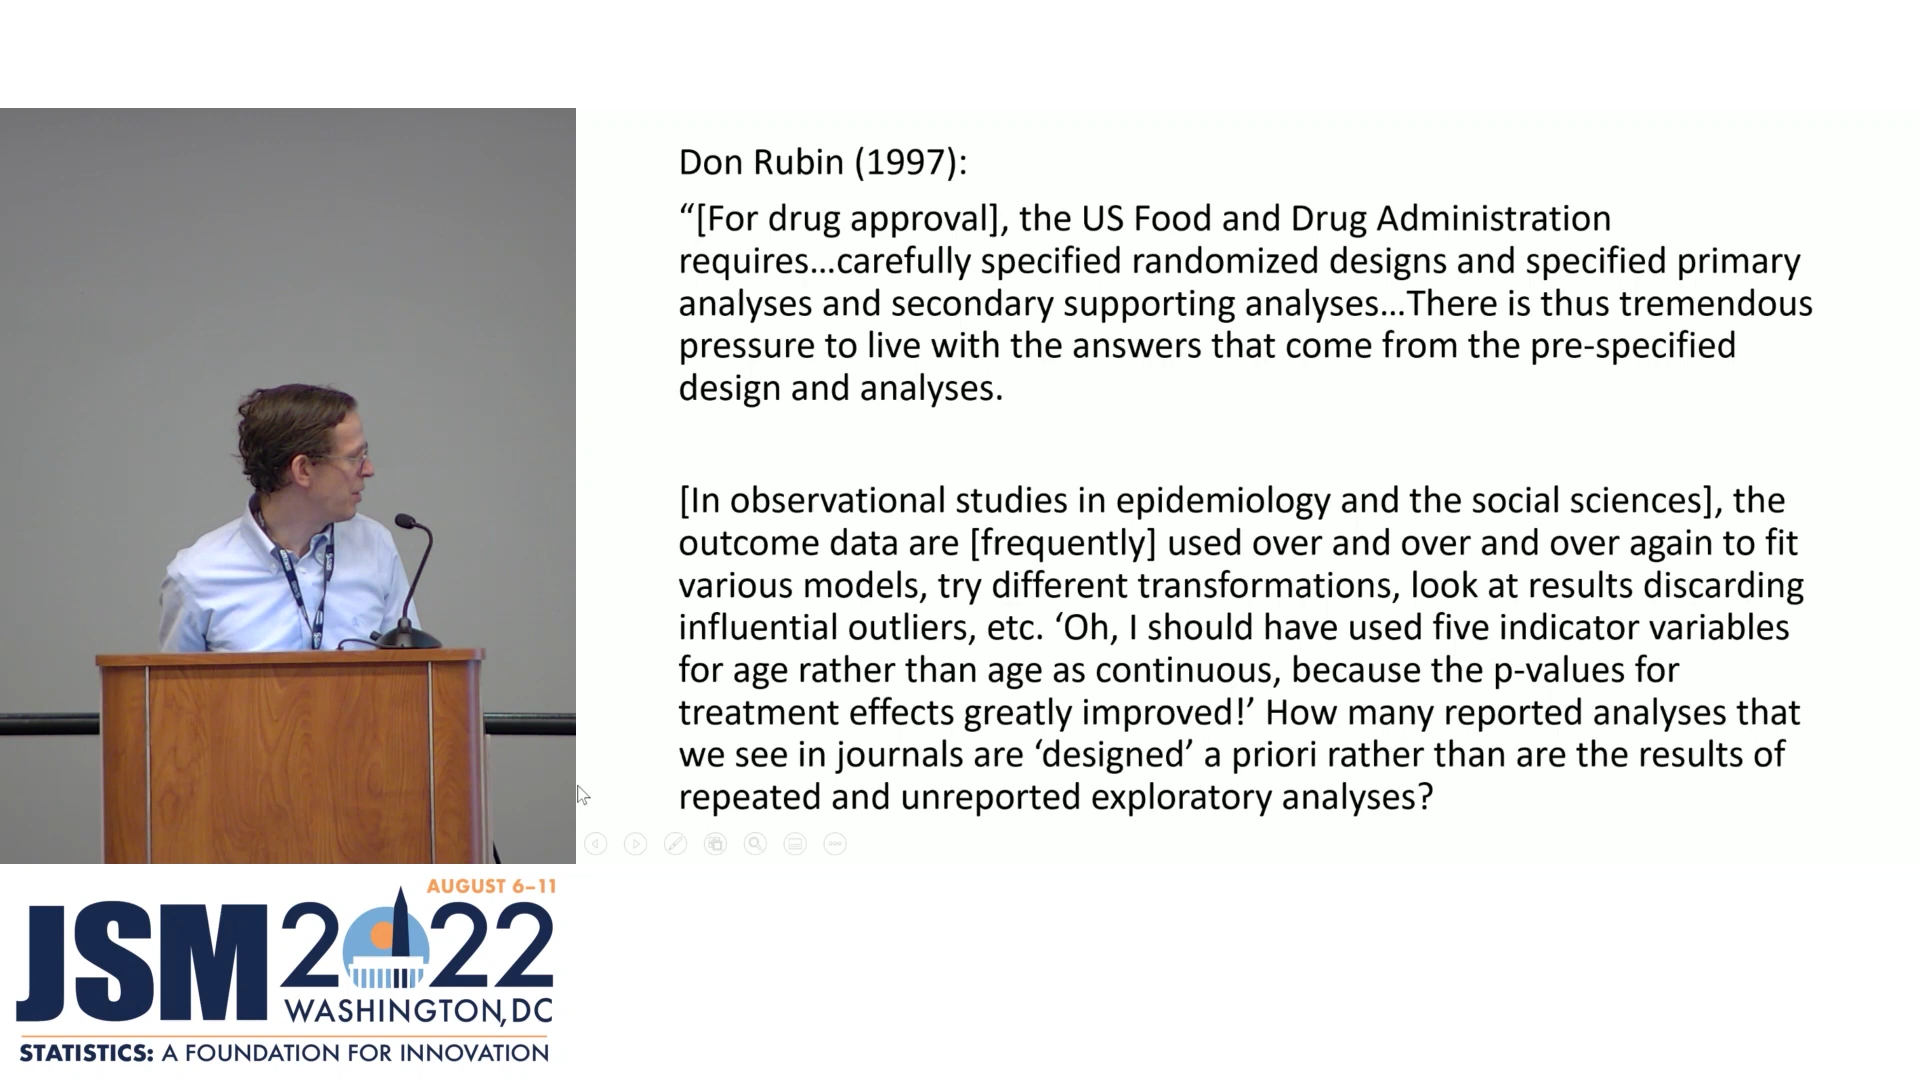 Don Rubin (1997):
“[For drug approval], the US Food and Drug Administration
requires…carefully specified randomized designs and specified primary
analyses and secondary supporting analyses…There is thus tremendous
pressure to live with the answers that come from the pre-specified
design and analyses.
[In observational studies in epidemiology and the social sciences], the
outcome data are [frequently] used over and over and over again to fit
various models, try different transformations, look at results discarding
influential outliers, etc. ‘Oh, I should have used five indicator variables
for age rather than age as continuous, because the p-values for
treatment effects greatly improved!’ How many reported analyses that
we see in journals are ‘designed’ a priori rather than are the results of
repeated and unreported exploratory analyses?
AUGUST 6–11
JSM 2022
WASHINGTON, DC
STATISTICS: A FOUNDATION FOR INNOVATION